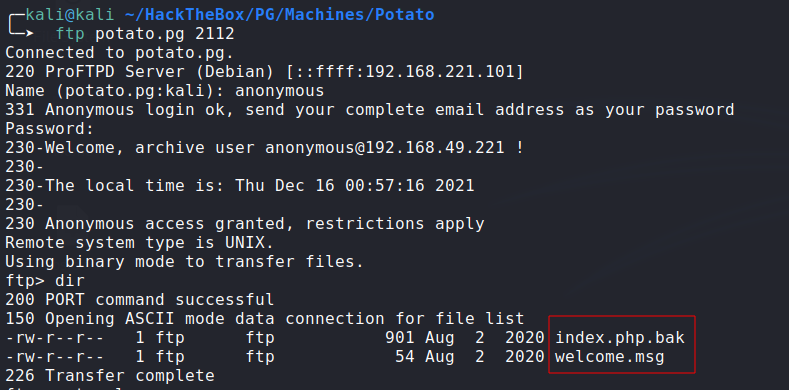 kali@kali ~/HackTheBox/PG/Machines/Potato
ftp potato.pg 2112
Connected to potato.pg.
220 ProFTPD Server (Debian) [::ffff:192.168.221.101]
Name (potato.pg:kali): anonymous
331 Anonymous login ok, send your complete email address as your password
Password:
230-Welcome, archive user anonymous@192.168.49.221 !
230-
230-The local time is: Thu Dec 16 00:57:16 2021
230-
230 Anonymous access granted, restrictions apply
Remote system type is UNIX.
Using binary mode to transfer files.
ftp> dir
200 PORT command successful
150 Opening ASCII mode data connection for file list
-rw-r--r--   1 ftp      ftp           901 Aug  2  2020 index.php.bak
-rw-r--r--   1 ftp      ftp            54 Aug  2  2020 welcome.msg
226 Transfer complete